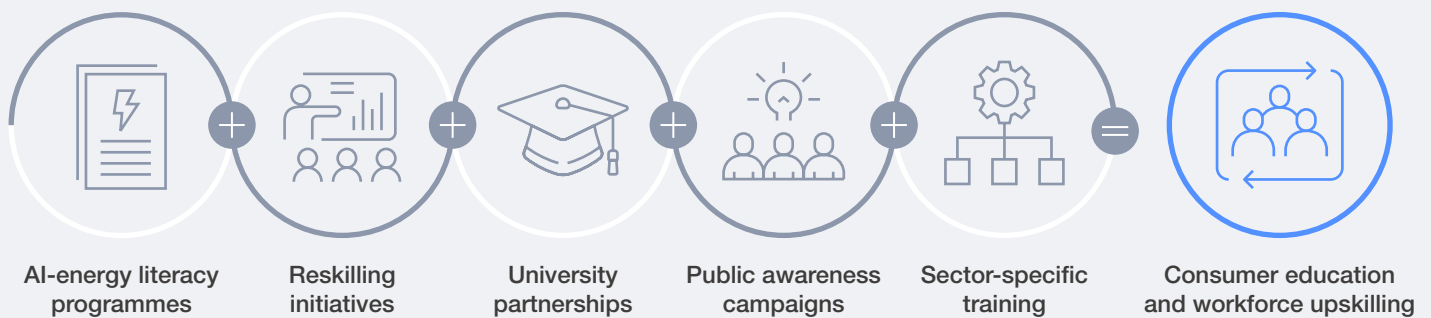 AI-energy literacy
programmes
Reskilling
initiatives
University
partnerships
Public awareness
campaigns
Sector-specific
training
Consumer education
and workforce upskilling